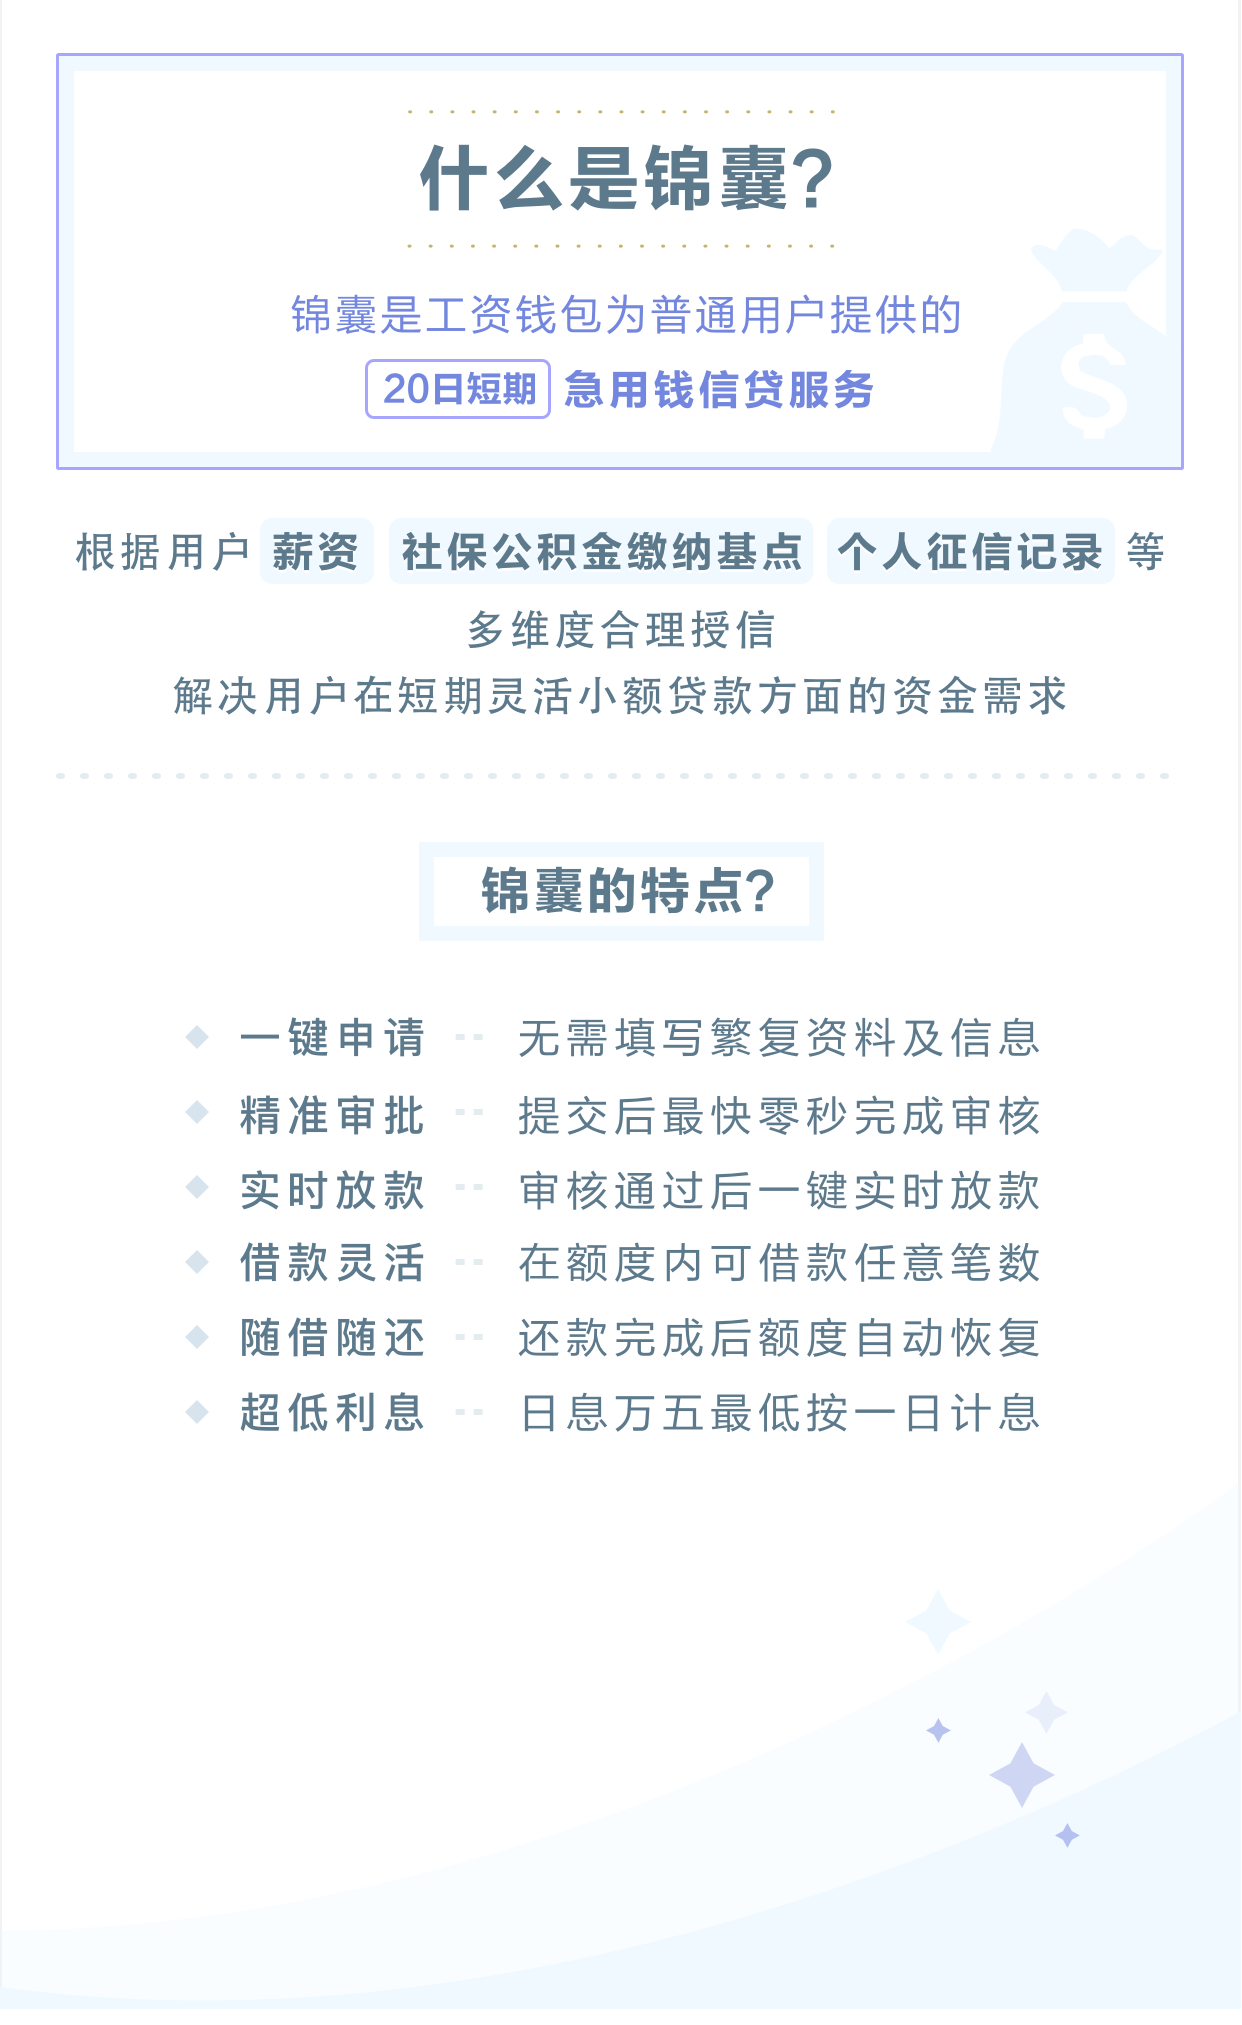 什么是锦囊?
锦囊是工资钱包为普通用户提供的
20日短期 急用钱信贷服务
根据用户 薪资 社保公积金缴纳基点 个人征信记录 等
多维度合理授信
解决用户在短期灵活小额贷款方面的资金需求
锦囊的特点?
一键申请 -- 无需填写繁复资料及信息
精准审批 -- 提交后最快零秒完成审核
实时放款 -- 审核通过后一键实时放款
借款灵活 -- 在额度内可借款任意笔数
随借随还 -- 还款完成后额度自动恢复
超低利息 -- 日息万五最低按一日计息